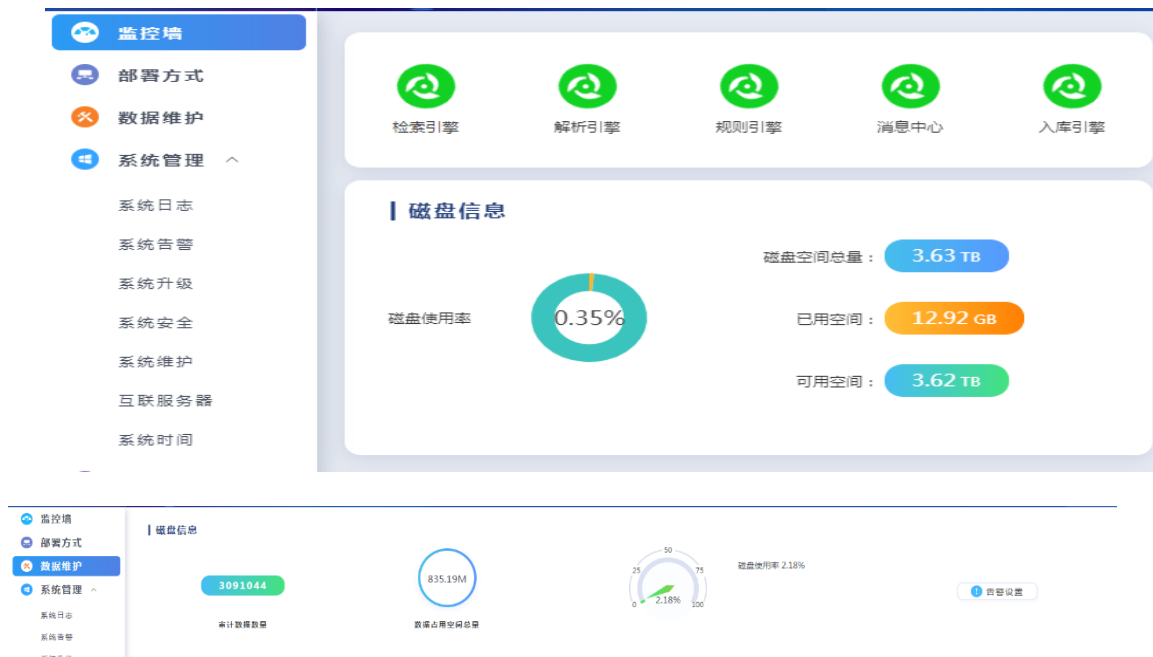 监控墙
部署方式
数据维护
系统管理
系统日志
系统告警
系统升级
系统安全
系统维护
互联服务器
系统时间
检索引擎 解析引擎 规则引擎 消息中心 入库引擎
磁盘信息
磁盘使用率
0.35%
磁盘空间总量： 3.63 TB
已用空间： 12.92 GB
可用空间： 3.62 TB
监控墙
部署方式
数据维护
系统管理
系统日志
系统告警
磁盘信息
3091044
审计数据数量
835.19M
数据占用空间总量
0 25 50 75 100
2.18%
磁盘使用率 2.18%
告警设置